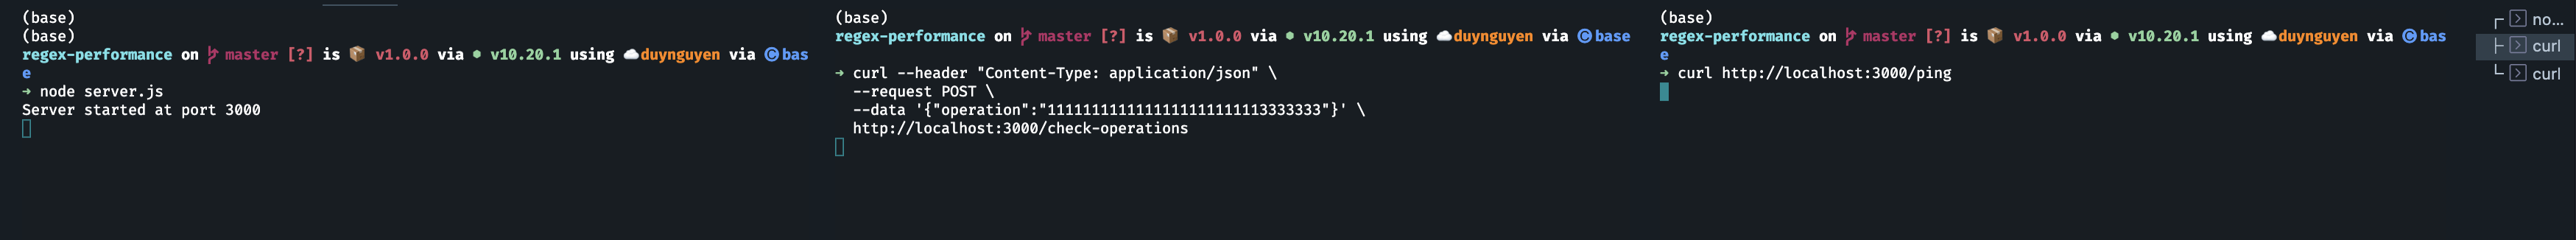 (base)
(base)
regex-performance on master [?] is 📦 v1.0.0 via ⬢ v10.20.1 using ☁️duynguyen via Ⓒbas
e
➜ node server.js
Server started at port 3000
(base)
regex-performance on master [?] is 📦 v1.0.0 via ⬢ v10.20.1 using ☁️duynguyen via Ⓒbase
➜ curl --header "Content-Type: application/json" \
--request POST \
--data '{"operation":"1111111111111111111111113333333"}' \
http://localhost:3000/check-operations
(base)
regex-performance on master [?] is 📦 v1.0.0 via ⬢ v10.20.1 using ☁️duynguyen via Ⓒbas
e
➜ curl http://localhost:3000/ping
no...
curl
curl